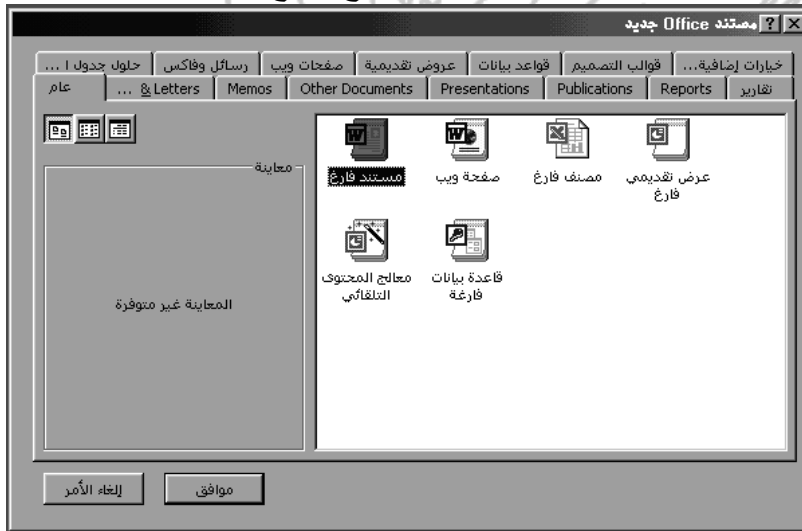 مستند Office جديد
خيارات إضافية... قوالب التصميم قواعد بيانات عروض تقديمية صفحات ويب رسائل وفاكس حلول جدول ا ...
تقارير Reports Publications Presentations Other Documents Memos & Letters ... عام
عرض تقديمي فارغ
مصنف فارغ
صفحة ويب
مستند فارغ
قاعدة بيانات فارغة
معالج المحتوى التلقائي
معاينة
المعاينة غير متوفرة
موافق
إلغاء الأمر